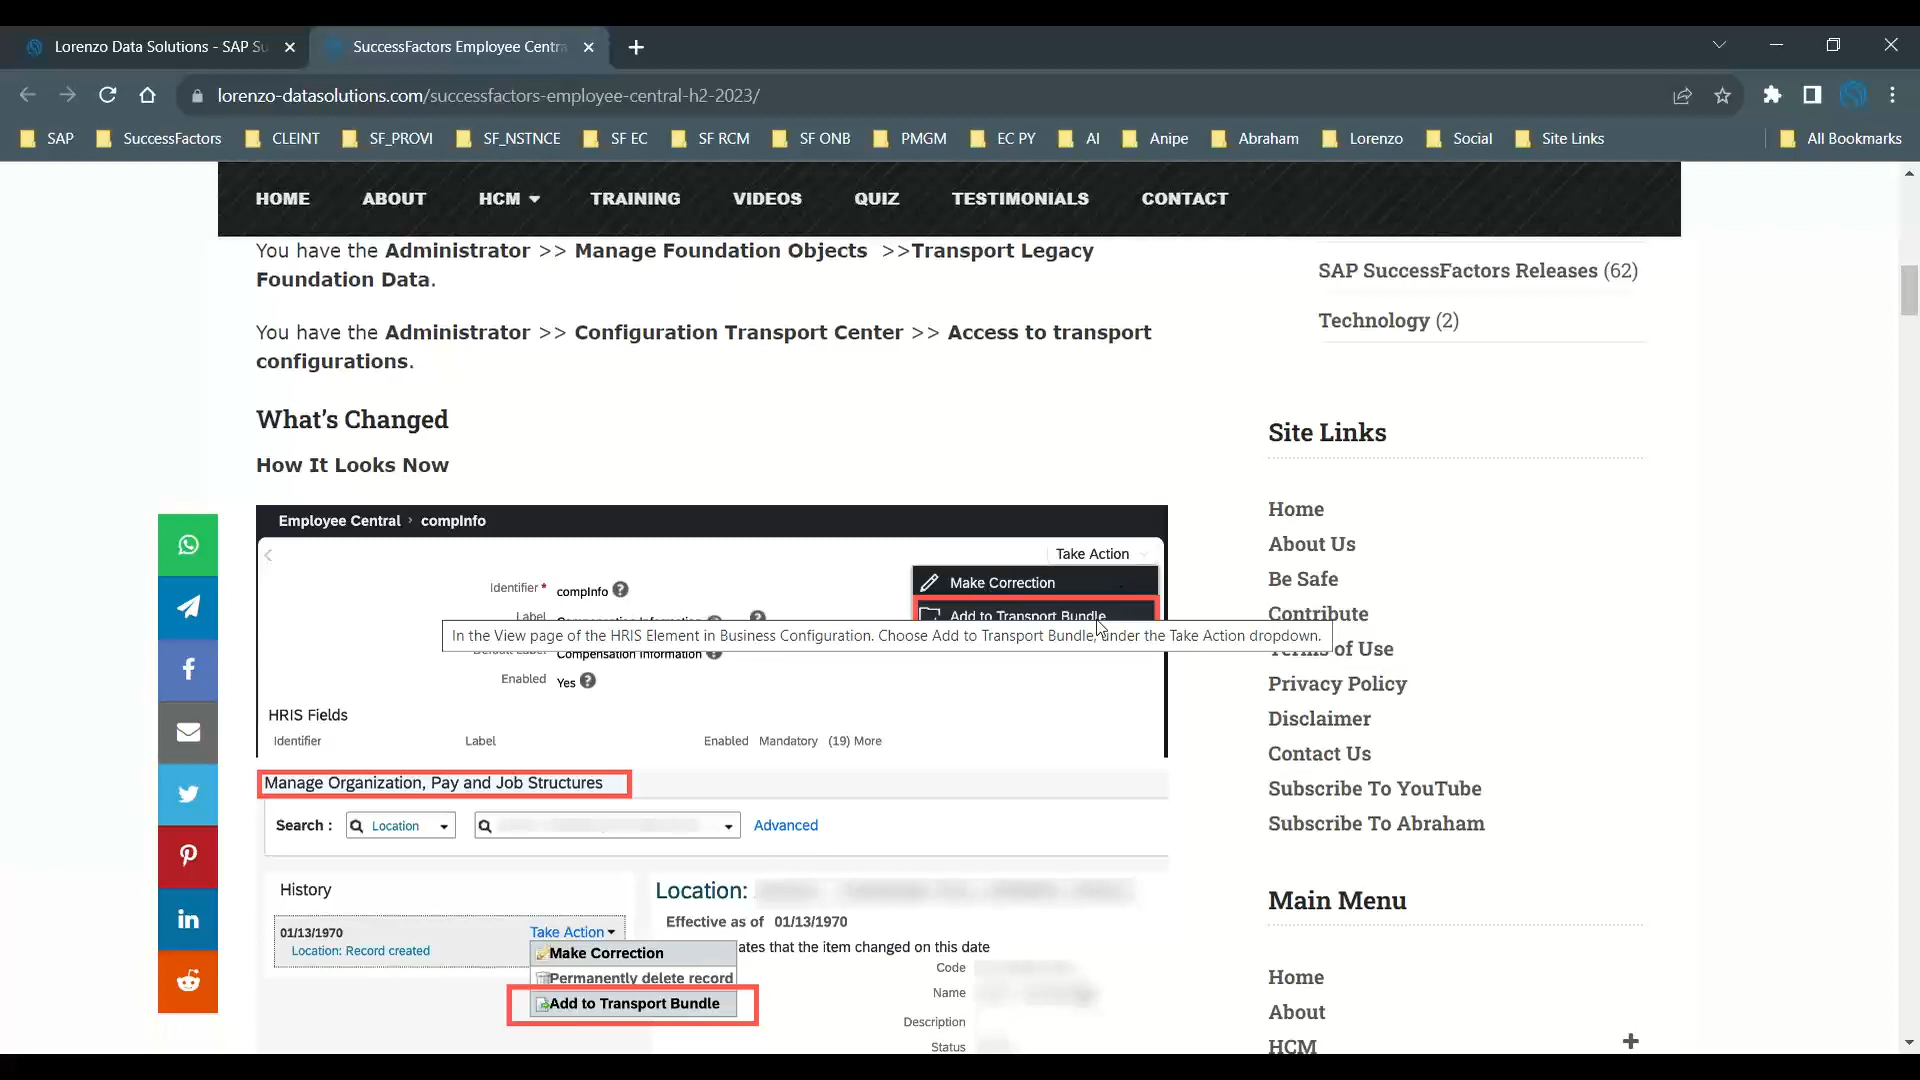 Lorenzo Data Solutions - SAP Su
SuccessFactors Employee Centra
lorenzo-datasolutions.com/successfactors-employee-central-h2-2023/
SAP SuccessFactors CLEINT SF_PROVI SF_NSTNCE SF EC SF RCM SF ONB PMGM EC PY AI Anipe Abraham Lorenzo Social Site Links All Bookmarks
HOME ABOUT HCM TRAINING VIDEOS QUIZ TESTIMONIALS CONTACT
You have the Administrator >> Manage Foundation Objects >>Transport Legacy
Foundation Data.
You have the Administrator >> Configuration Transport Center >> Access to transport
configurations.
What's Changed
How It Looks Now
Employee Central › compInfo
Take Action
Make Correction
Add to Transport Bundle
Identifier * compInfo
Label
In the View page of the HRIS Element in Business Configuration. Choose Add to Transport Bundle, under the Take Action dropdown.
Compensation Information
Enabled Yes
HRIS Fields
Identifier Label Enabled Mandatory (19) More
Manage Organization, Pay and Job Structures
Search : Location Advanced
History
01/13/1970 Take Action
Location: Record created
Make Correction
Permanently delete record
Add to Transport Bundle
Location:
Effective as of 01/13/1970
ates that the item changed on this date
Code
Name
Description
Status
SAP SuccessFactors Releases (62)
Technology (2)
Site Links
Home
About Us
Be Safe
Contribute
Terms of Use
Privacy Policy
Disclaimer
Contact Us
Subscribe To YouTube
Subscribe To Abraham
Main Menu
Home
About
HCM